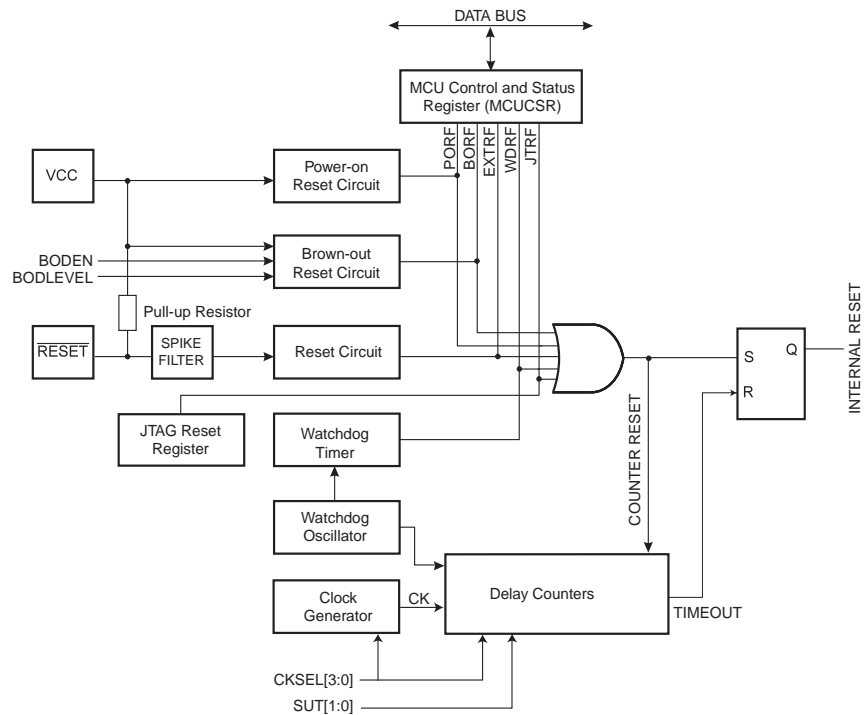 DATA BUS
MCU Control and Status
Register (MCUCSR)
PORF
BORF
EXTRF
WDRF
JTRF
VCC
Power-on
Reset Circuit
BODEN
BODLEVEL
Brown-out
Reset Circuit
Pull-up Resistor
RESET
SPIKE
FILTER
Reset Circuit
JTAG Reset
Register
Watchdog
Timer
Watchdog
Oscillator
Clock
Generator
CK
Delay Counters
CKSEL[3:0]
SUT[1:0]
COUNTER RESET
TIMEOUT
S
Q
R
INTERNAL RESET